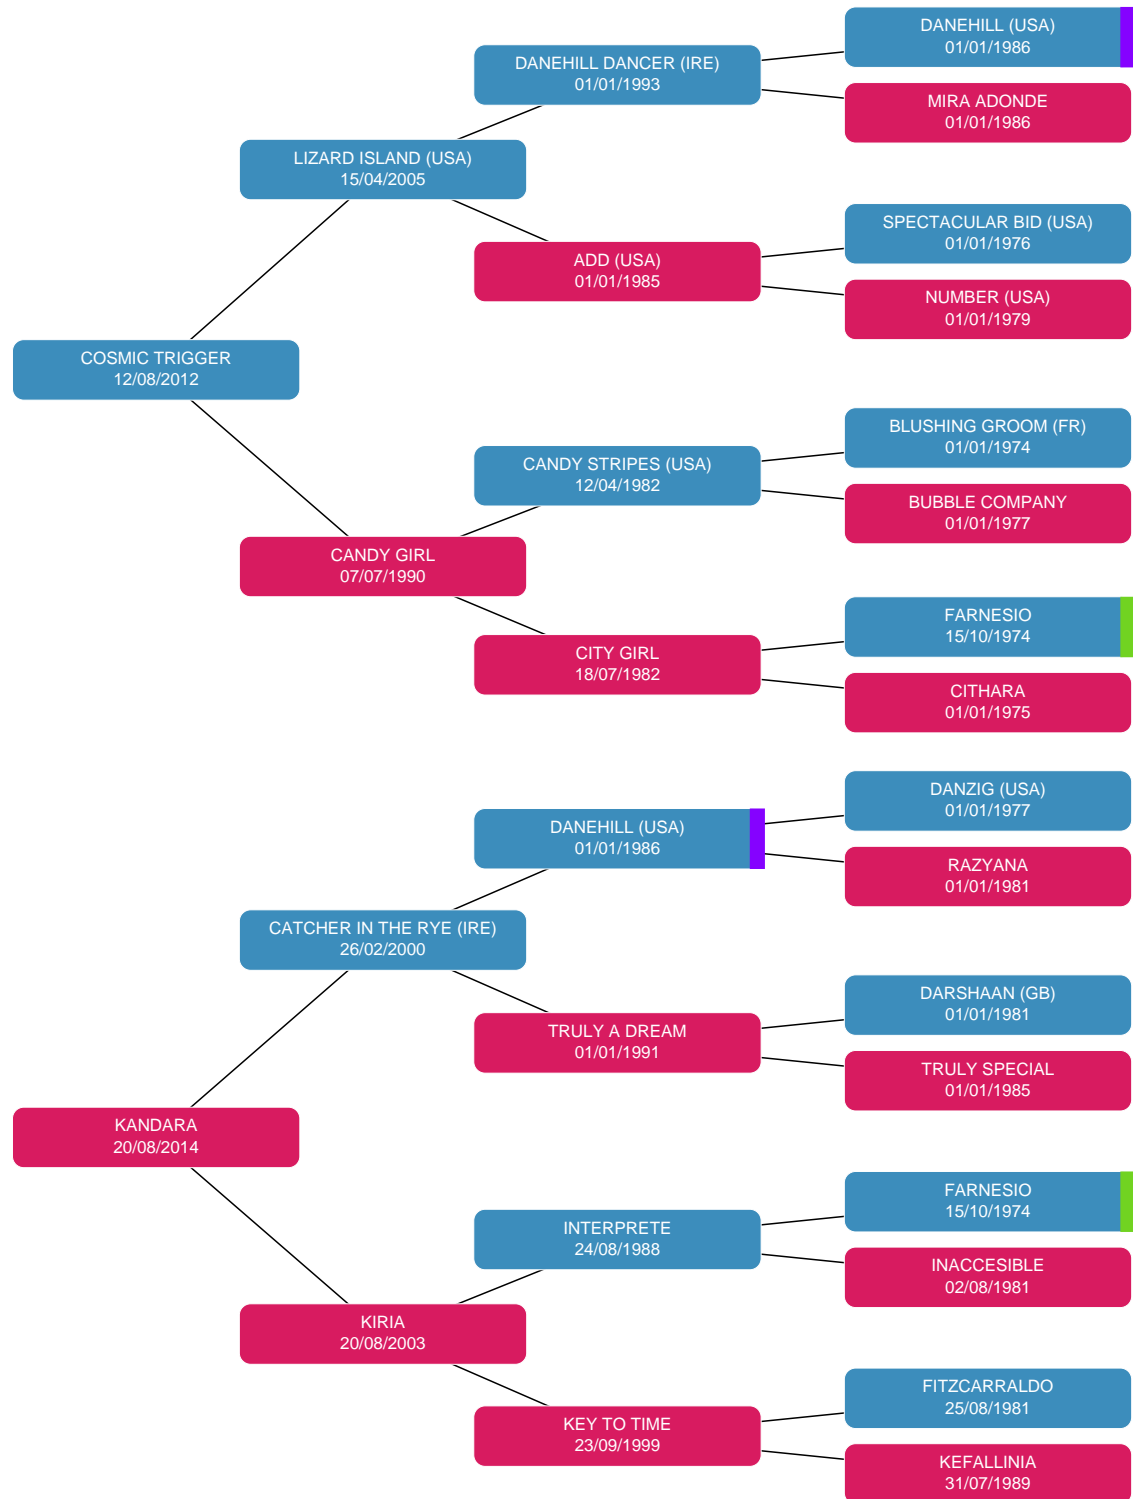 DANEHILL (USA)
01/01/1986
DANEHILL DANCER (IRE)
01/01/1993
MIRA ADONDE
01/01/1986
LIZARD ISLAND (USA)
15/04/2005
SPECTACULAR BID (USA)
01/01/1976
ADD (USA)
01/01/1985
NUMBER (USA)
01/01/1979
COSMIC TRIGGER
12/08/2012
BLUSHING GROOM (FR)
01/01/1974
CANDY STRIPES (USA)
12/04/1982
BUBBLE COMPANY
01/01/1977
CANDY GIRL
07/07/1990
FARNESIO
15/10/1974
CITY GIRL
18/07/1982
CITHARA
01/01/1975
DANZIG (USA)
01/01/1977
DANEHILL (USA)
01/01/1986
RAZYANA
01/01/1981
CATCHER IN THE RYE (IRE)
26/02/2000
DARSHAAN (GB)
01/01/1981
TRULY A DREAM
01/01/1991
TRULY SPECIAL
01/01/1985
KANDARA
20/08/2014
FARNESIO
15/10/1974
INTERPRETE
24/08/1988
INACCESIBLE
02/08/1981
KIRIA
20/08/2003
FITZCARRALDO
25/08/1981
KEY TO TIME
23/09/1999
KEFALLINIA
31/07/1989